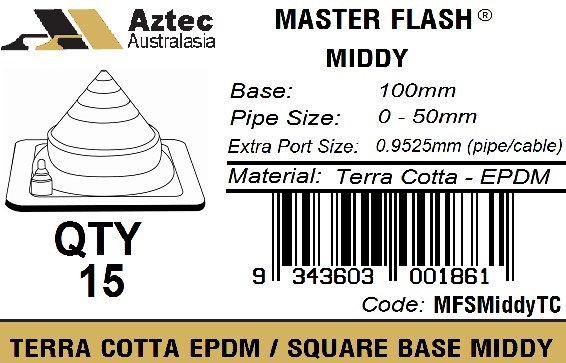 Aztec
Australasia
MASTER FLASH®
MIDDY
Base: 100mm
Pipe Size: 0 - 50mm
Extra Port Size: 0.9525mm (pipe/cable)
Material: Terra Cotta - EPDM
QTY
15
9 343603 001861
Code: MFSMiddyTC
TERRA COTTA EPDM / SQUARE BASE MIDDY